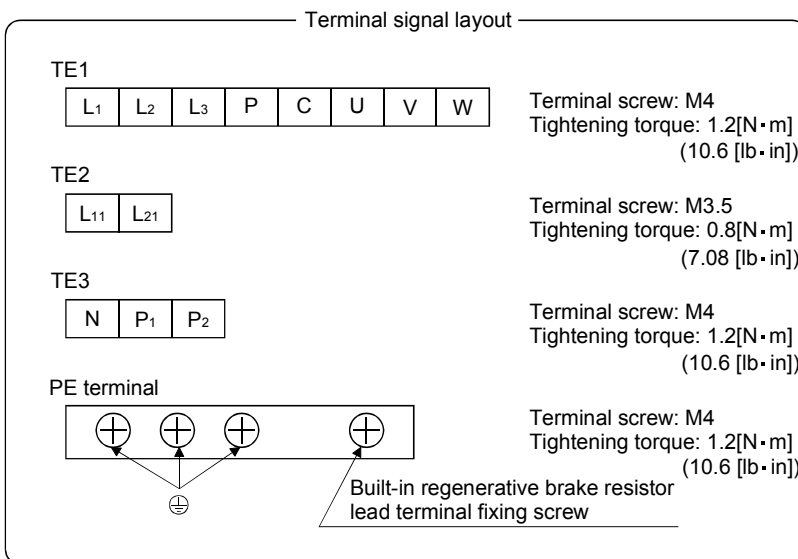 Terminal signal layout
TE1
L1 L2 L3 P C U V W
Terminal screw: M4
Tightening torque: 1.2[N▪m]
(10.6 [lb▪in])
TE2
L11 L21
Terminal screw: M3.5
Tightening torque: 0.8[N▪m]
(7.08 [lb▪in])
TE3
N P1 P2
Terminal screw: M4
Tightening torque: 1.2[N▪m]
(10.6 [lb▪in])
PE terminal
Terminal screw: M4
Tightening torque: 1.2[N▪m]
(10.6 [lb▪in])
Built-in regenerative brake resistor
lead terminal fixing screw